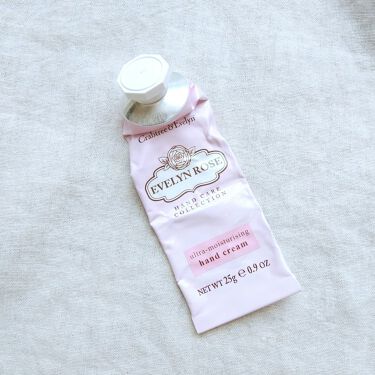 Crabtree & Evelyn
EVELYN ROSE
HAND CARE
COLLECTION
ultra-moisturising
hand cream
NET WT 25g e 0.9 OZ